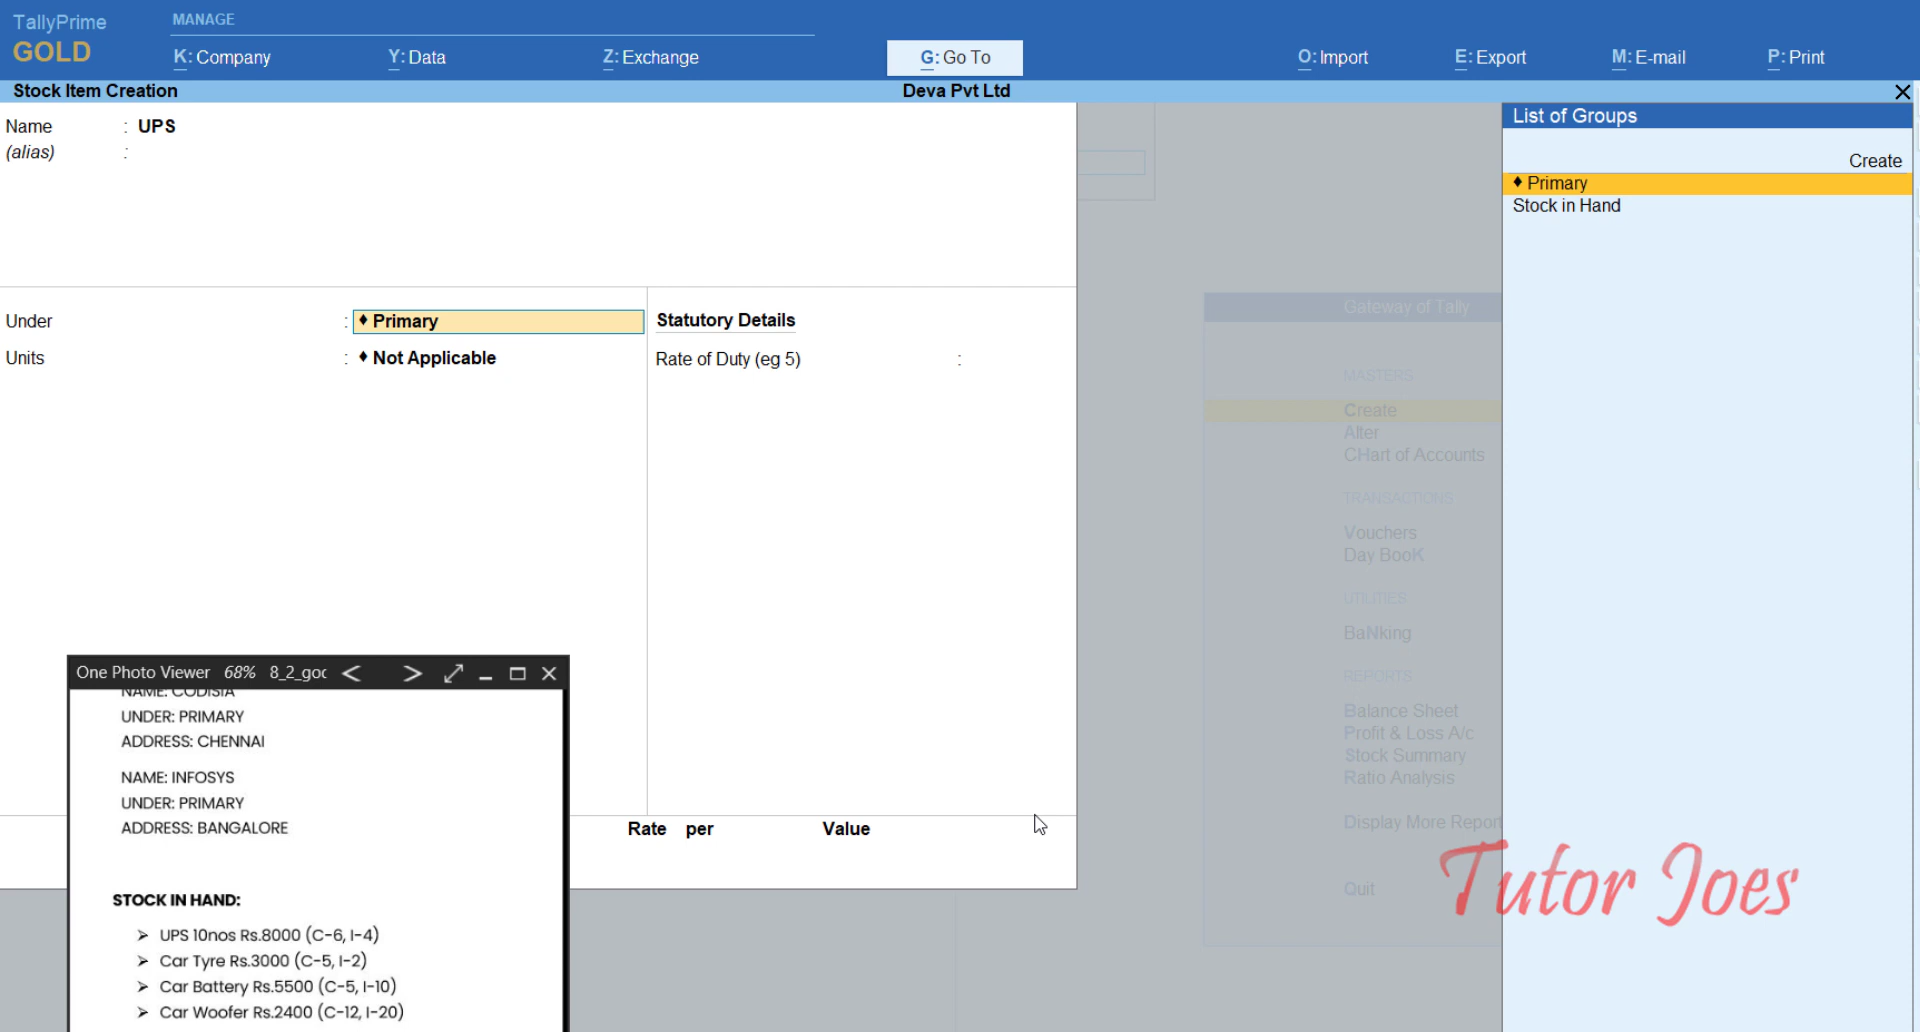 TallyPrime
GOLD
MANAGE
K: Company
Y: Data
Z: Exchange
G: Go To
O: Import
E: Export
M: E-mail
P: Print
Stock Item Creation
Deva Pvt Ltd
Name : UPS
(alias) :
Under : ♦ Primary
Units : ♦ Not Applicable
Statutory Details
Rate of Duty (eg 5) :
Rate per Value
List of Groups
Create
♦ Primary
Stock in Hand
Gateway of Tally
MASTERS
Create
Alter
CHart of Accounts
TRANSACTIONS
Vouchers
Day BooK
UTILITIES
BaNking
REPORTS
Balance Sheet
Profit & Loss A/c
Stock Summary
Ratio Analysis
Display More Report
Quit
One Photo Viewer 68% 8_2_goc
NAME: CODISIA
UNDER: PRIMARY
ADDRESS: CHENNAI
NAME: INFOSYS
UNDER: PRIMARY
ADDRESS: BANGALORE
STOCK IN HAND:
➢ UPS 10nos Rs.8000 (C-6, I-4)
➢ Car Tyre Rs.3000 (C-5, I-2)
➢ Car Battery Rs.5500 (C-5, I-10)
➢ Car Woofer Rs.2400 (C-12, I-20)
Tutor Joes